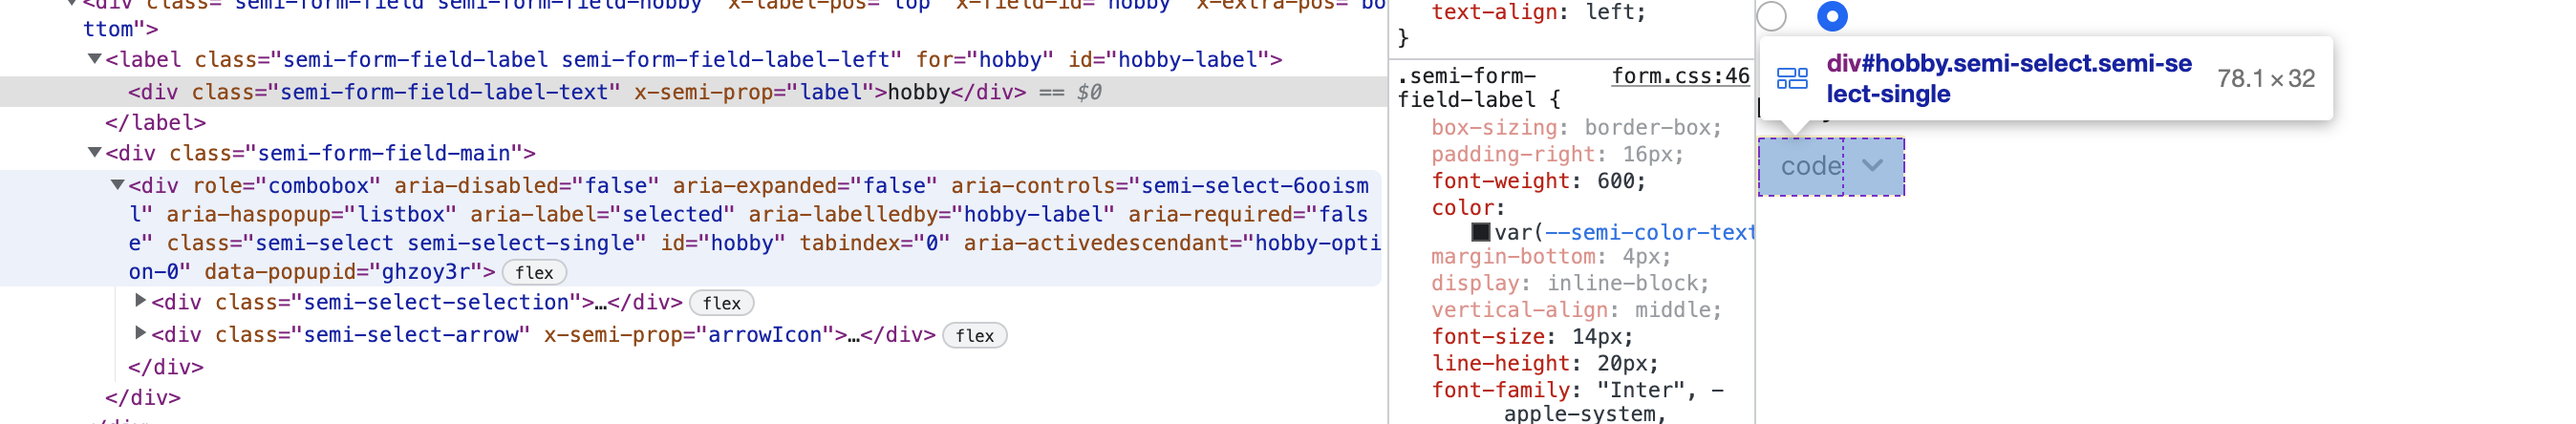 <div class="semi-form-field semi-form-field-hobby" x-label-pos="top" x-field-id="hobby" x-extra-pos="bo
ttom">
<label class="semi-form-field-label semi-form-field-label-left" for="hobby" id="hobby-label">
<div class="semi-form-field-label-text" x-semi-prop="label">hobby</div> == $0
</label>
<div class="semi-form-field-main">
<div role="combobox" aria-disabled="false" aria-expanded="false" aria-controls="semi-select-6ooism
l" aria-haspopup="listbox" aria-label="selected" aria-labelledby="hobby-label" aria-required="fals
e" class="semi-select semi-select-single" id="hobby" tabindex="0" aria-activedescendant="hobby-opti
on-0" data-popupid="ghzoy3r"> flex
<div class="semi-select-selection">…</div> flex
<div class="semi-select-arrow" x-semi-prop="arrowIcon">…</div> flex
</div>
</div>
text-align: left;
}
.semi-form- form.css:46
field-label {
box-sizing: border-box;
padding-right: 16px;
font-weight: 600;
color:
var(--semi-color-text
margin-bottom: 4px;
display: inline-block;
vertical-align: middle;
font-size: 14px;
line-height: 20px;
font-family: "Inter", -
apple-system,
div#hobby.semi-select.semi-se
lect-single
78.1 × 32
code